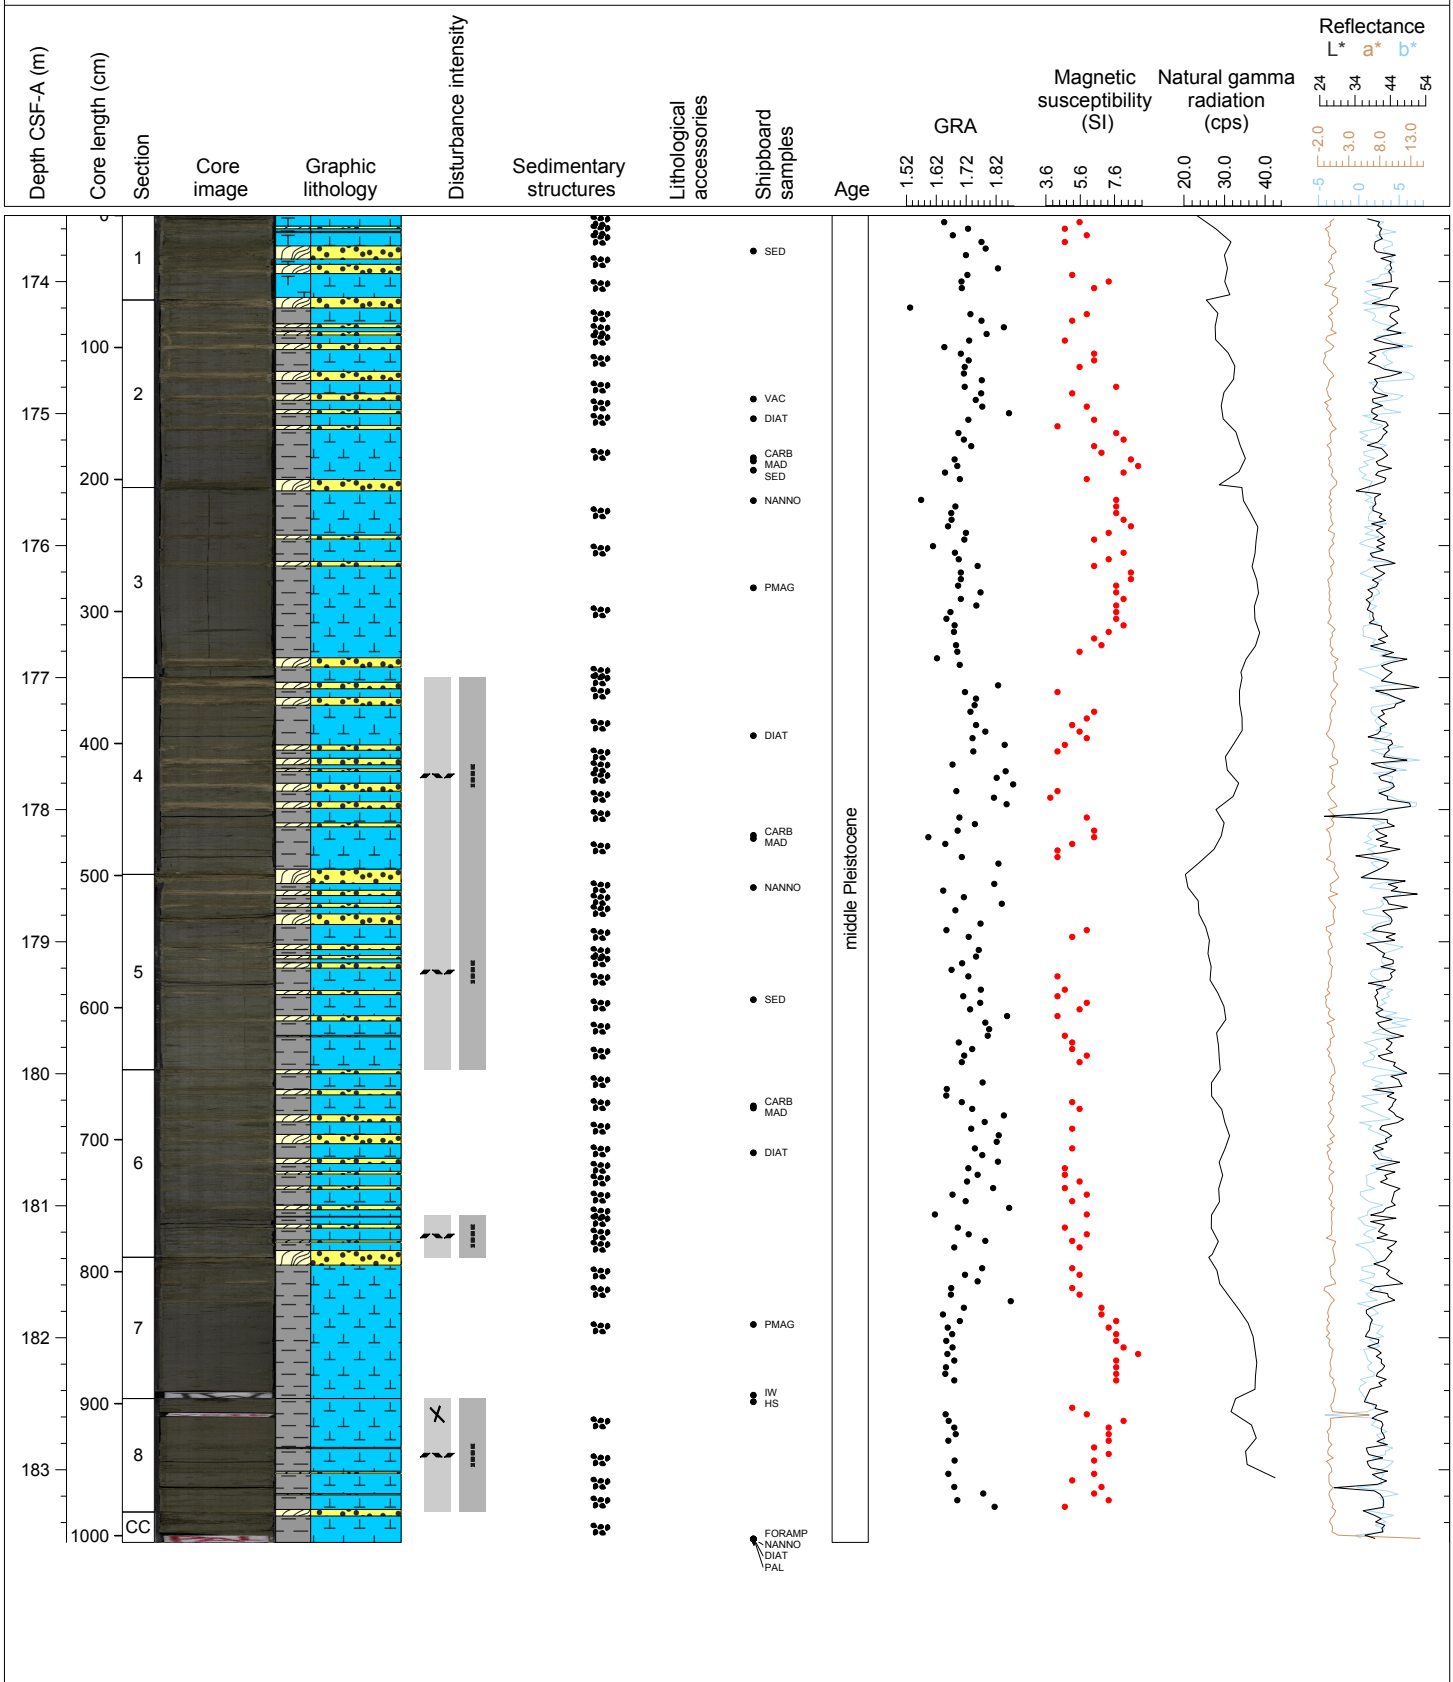 Depth CSF-A (m)
Core length (cm)
Section
Core
image
Graphic
lithology
Disturbance intensity
Sedimentary
structures
Lithological
accessories
Shipboard
samples
Age
GRA
1.52
1.62
1.72
1.82
Magnetic
susceptibility
(SI)
3.6
5.6
7.6
Natural gamma
radiation
(cps)
20.0
30.0
40.0
Reflectance
L* a* b*
24
34
44
54
-2.0
3.0
8.0
13.0
-5
0
5
174
175
176
177
178
179
180
181
182
183
0
100
200
300
400
500
600
700
800
900
1000
1
2
3
4
5
6
7
8
CC
SED
VAC
DIAT
CARB
MAD
SED
NANNO
PMAG
DIAT
CARB
MAD
NANNO
SED
CARB
MAD
DIAT
PMAG
IW
HS
FORAMP
NANNO
DIAT
PAL
middle Pleistocene